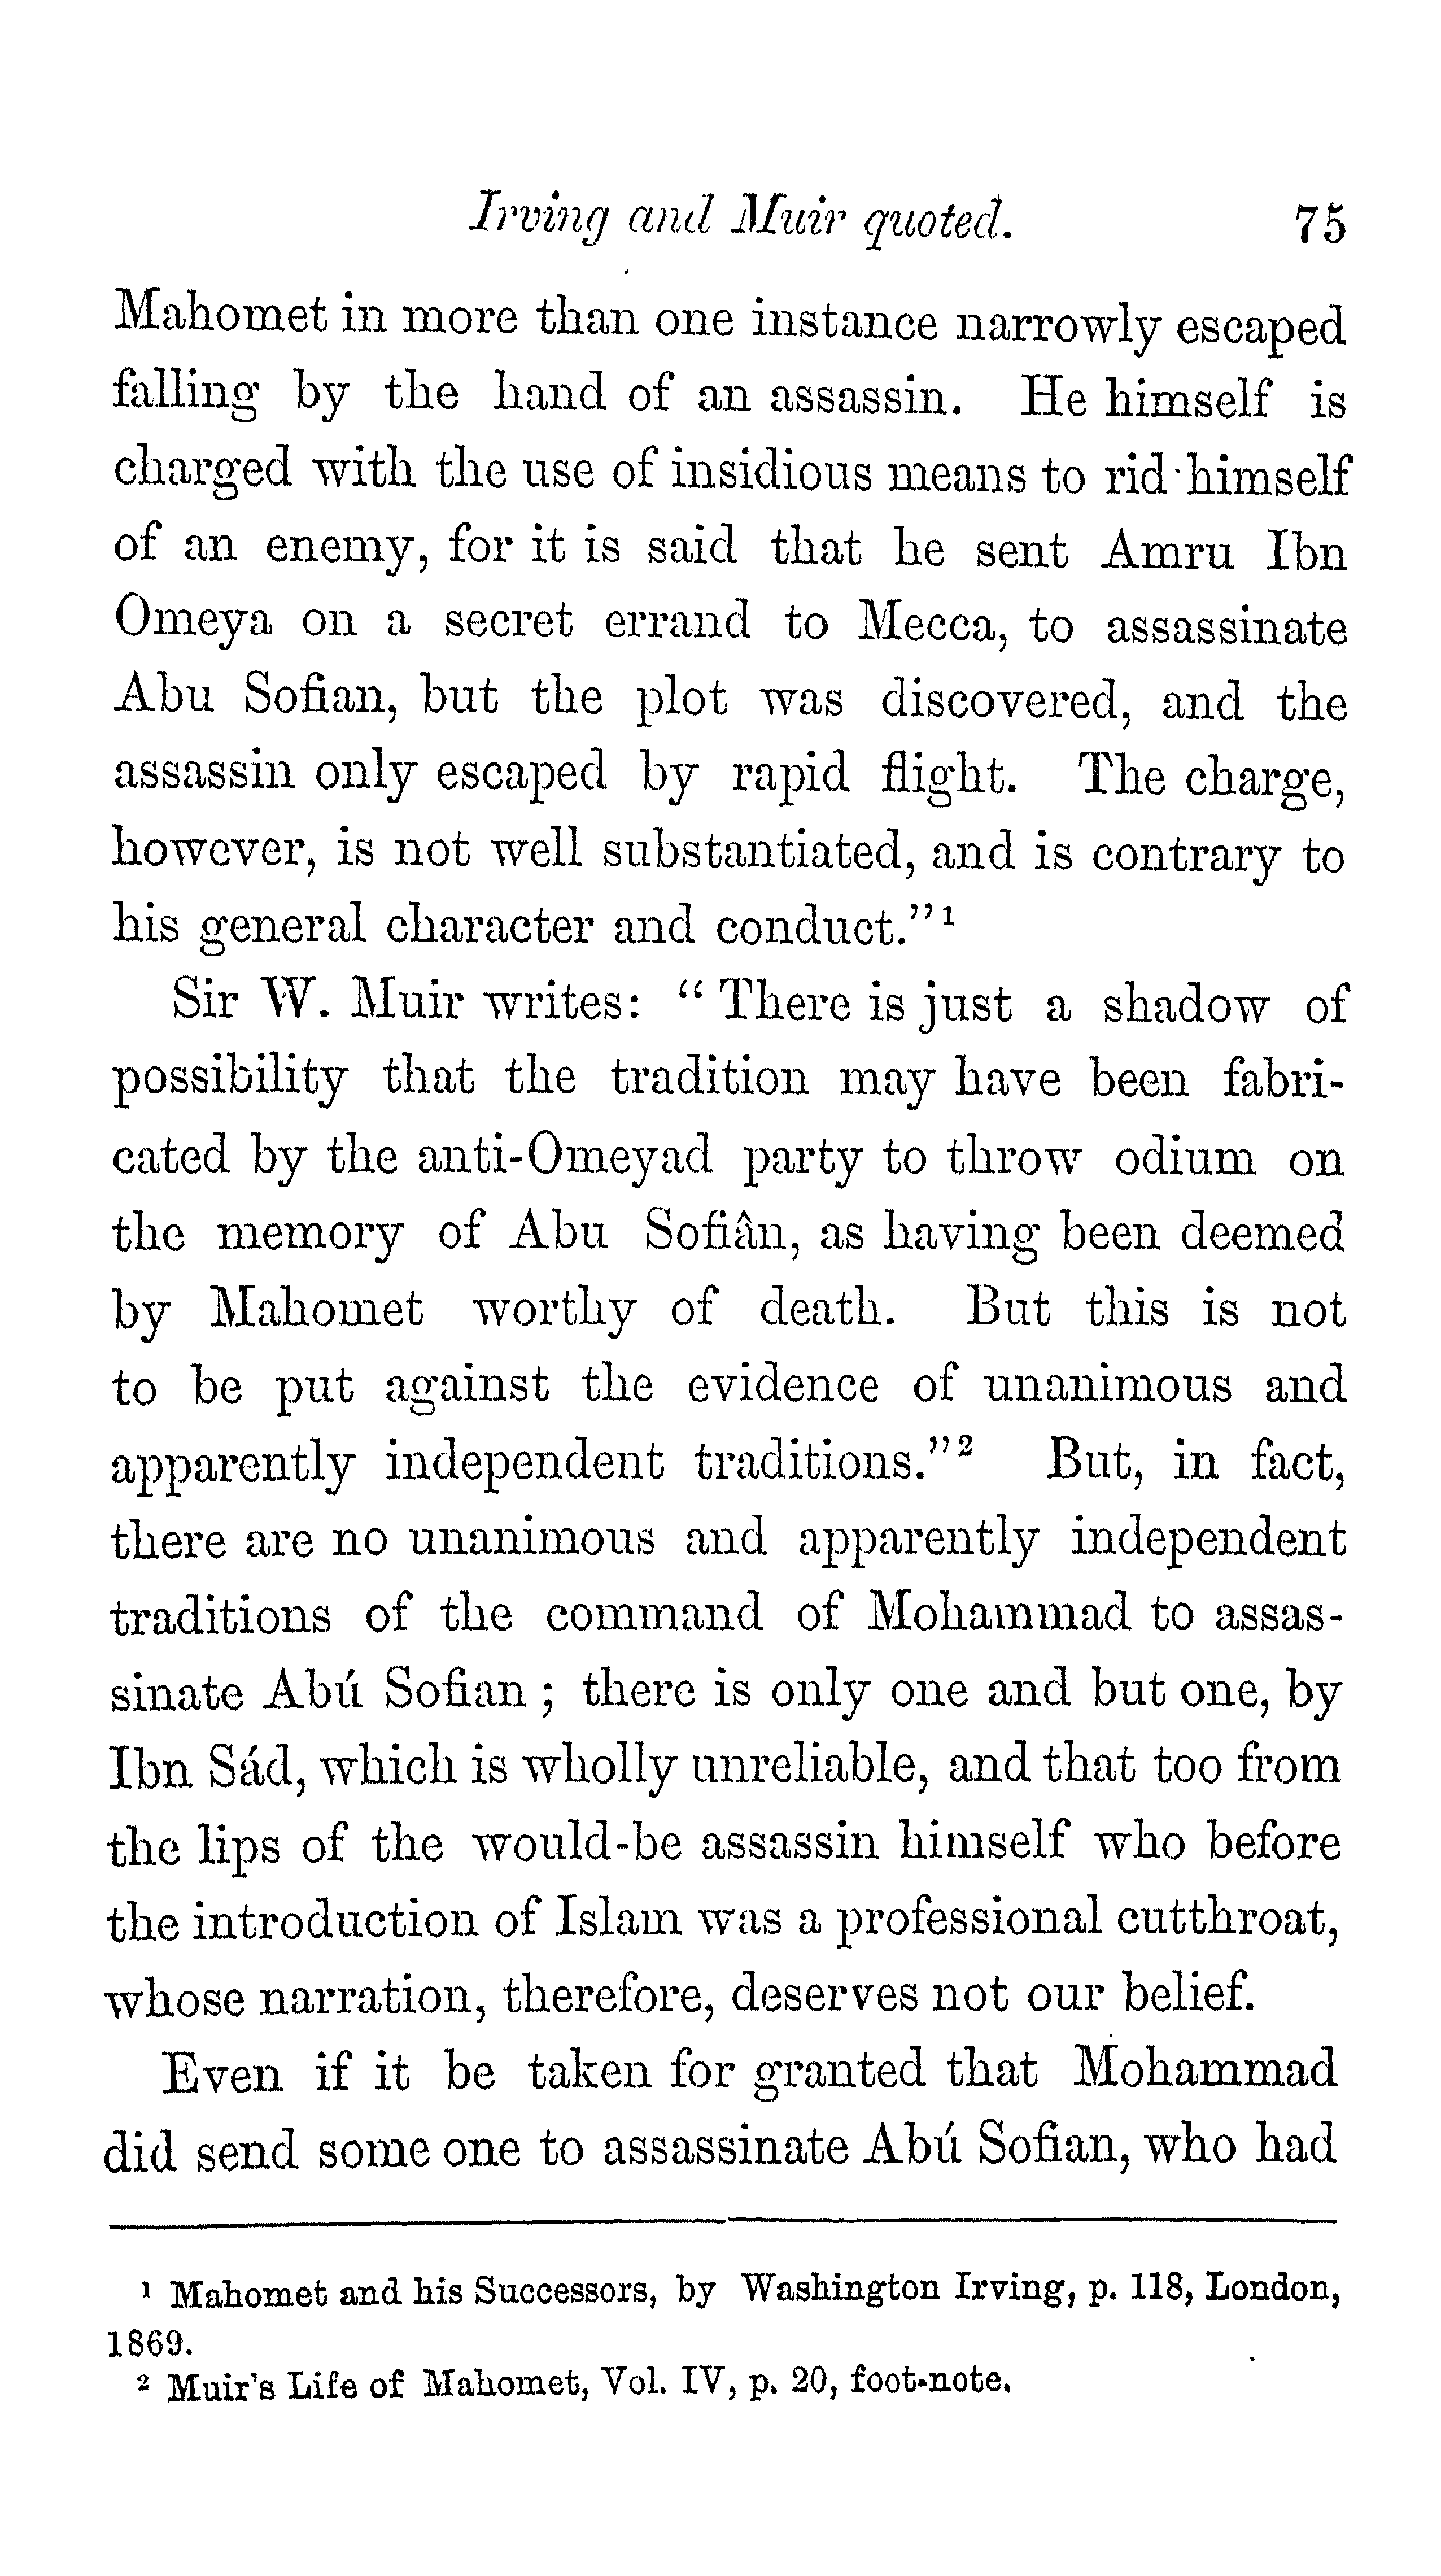 Irving and Muir quoted. 75
Mahomet in more than one instance narrowly escaped
falling by the hand of an assassin. He himself is
charged with the use of insidious means to rid himself
of an enemy, for it is said that he sent Amru Ibn
Omeya on a secret errand to Mecca, to assassinate
Abu Sofian, but the plot was discovered, and the
assassin only escaped by rapid flight. The charge,
however, is not well substantiated, and is contrary to
his general character and conduct."¹
Sir W. Muir writes: "There is just a shadow of
possibility that the tradition may have been fabri-
cated by the anti-Omeyad party to throw odium on
the memory of Abu Sofiân, as having been deemed
by Mahomet worthy of death. But this is not
to be put against the evidence of unanimous and
apparently independent traditions."² But, in fact,
there are no unanimous and apparently independent
traditions of the command of Mohammad to assas-
sinate Abú Sofian; there is only one and but one, by
Ibn Sád, which is wholly unreliable, and that too from
the lips of the would-be assassin himself who before
the introduction of Islam was a professional cutthroat,
whose narration, therefore, deserves not our belief.
Even if it be taken for granted that Mohammad
did send some one to assassinate Abú Sofian, who had
¹ Mahomet and his Successors, by Washington Irving, p. 118, London,
1869.
² Muir's Life of Mahomet, Vol. IV, p. 20, foot-note.